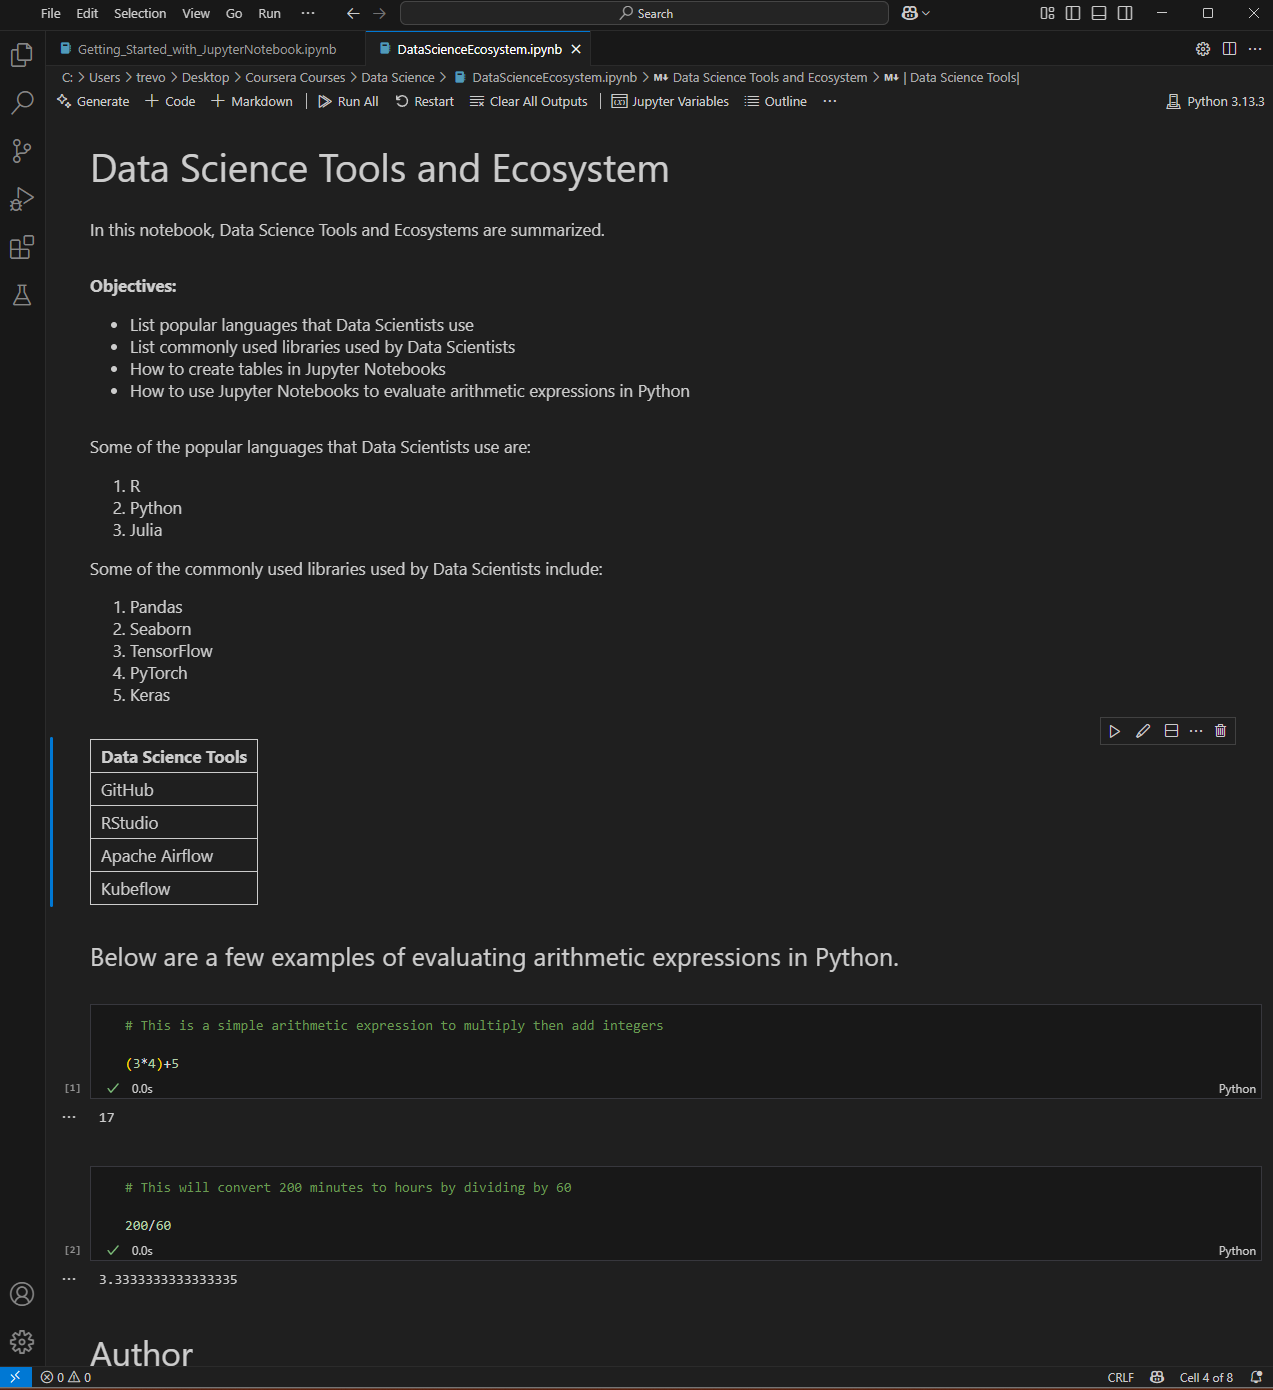 File Edit Selection View Go Run ··· Search
Getting_Started_with_JupyterNotebook.ipynb DataScienceEcosystem.ipynb
C: > Users > trevo > Desktop > Coursera Courses > Data Science > DataScienceEcosystem.ipynb > M↓ Data Science Tools and Ecosystem > M↓ | Data Science Tools|
Generate + Code + Markdown | Run All Restart Clear All Outputs | Jupyter Variables Outline ··· Python 3.13.3
Data Science Tools and Ecosystem
In this notebook, Data Science Tools and Ecosystems are summarized.
Objectives:
• List popular languages that Data Scientists use
• List commonly used libraries used by Data Scientists
• How to create tables in Jupyter Notebooks
• How to use Jupyter Notebooks to evaluate arithmetic expressions in Python
Some of the popular languages that Data Scientists use are:
1. R
2. Python
3. Julia
Some of the commonly used libraries used by Data Scientists include:
1. Pandas
2. Seaborn
3. TensorFlow
4. PyTorch
5. Keras
Data Science Tools
GitHub
RStudio
Apache Airflow
Kubeflow
Below are a few examples of evaluating arithmetic expressions in Python.
# This is a simple arithmetic expression to multiply then add integers
(3*4)+5
[1] ✓ 0.0s Python
··· 17
# This will convert 200 minutes to hours by dividing by 60
200/60
[2] ✓ 0.0s Python
··· 3.3333333333333335
Author
0 0 CRLF Cell 4 of 8